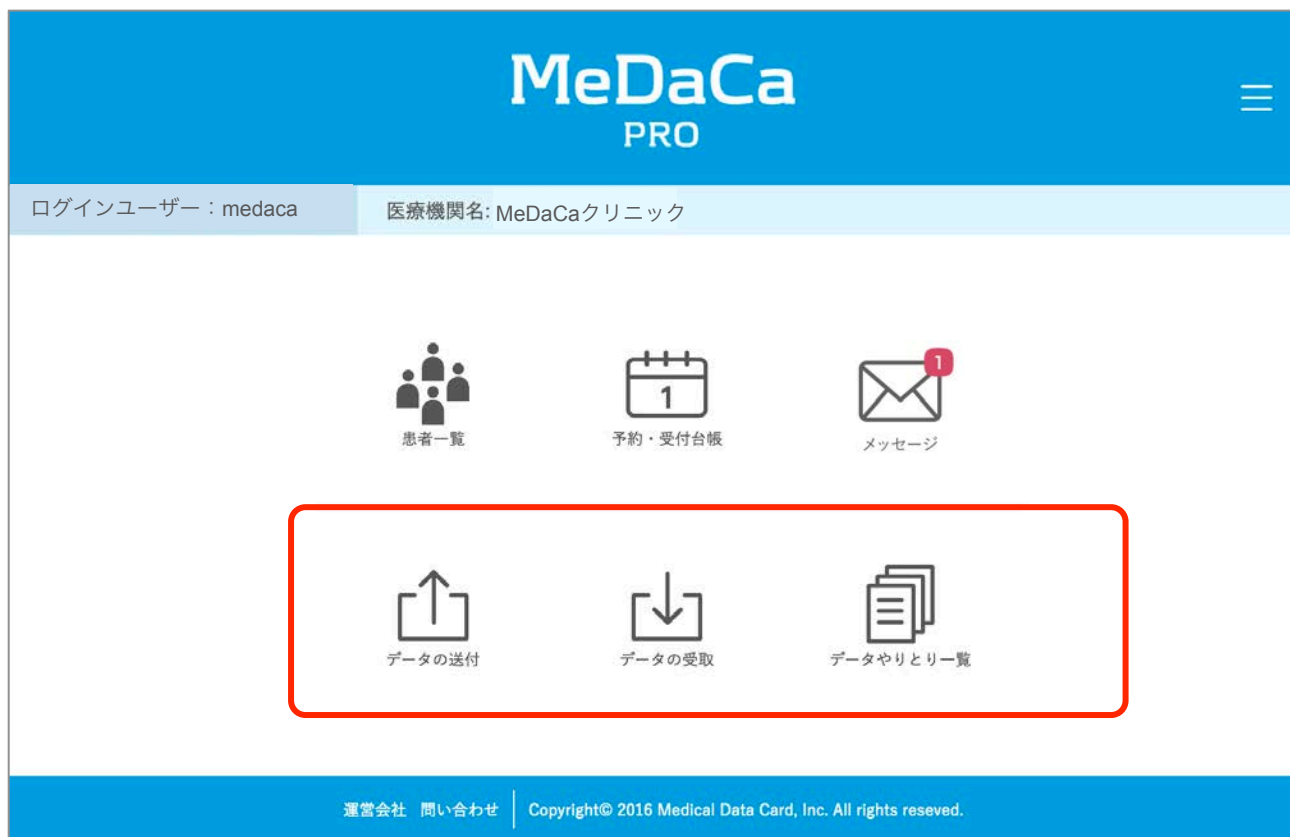 MeDaCa
PRO
ログインユーザー：medaca 医療機関名: MeDaCaクリニック
1
1
患者一覧 予約・受付台帳 メッセージ
データの送付 データの受取 データやりとり一覧
運営会社 問い合わせ Copyright© 2016 Medical Data Card, Inc. All rights reseved.